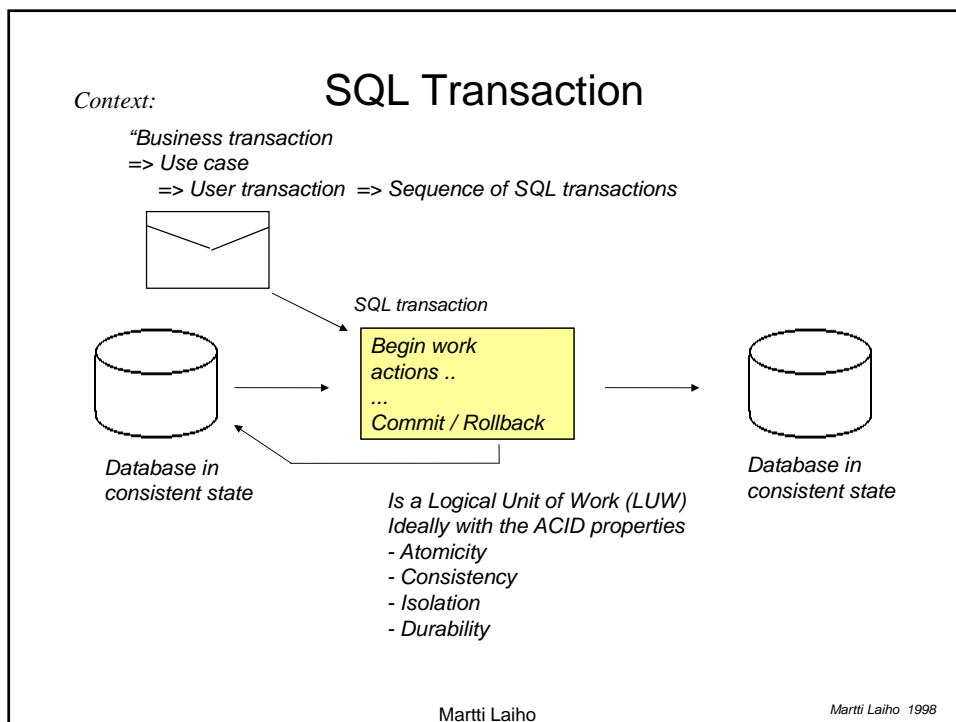 SQL Transaction
Context:
“Business transaction
=> Use case
=> User transaction => Sequence of SQL transactions
SQL transaction
Begin work
actions ..
...
Commit / Rollback
Database in
consistent state
Database in
consistent state
Is a Logical Unit of Work (LUW)
Ideally with the ACID properties
- Atomicity
- Consistency
- Isolation
- Durability
Martti Laiho
Martti Laiho 1998